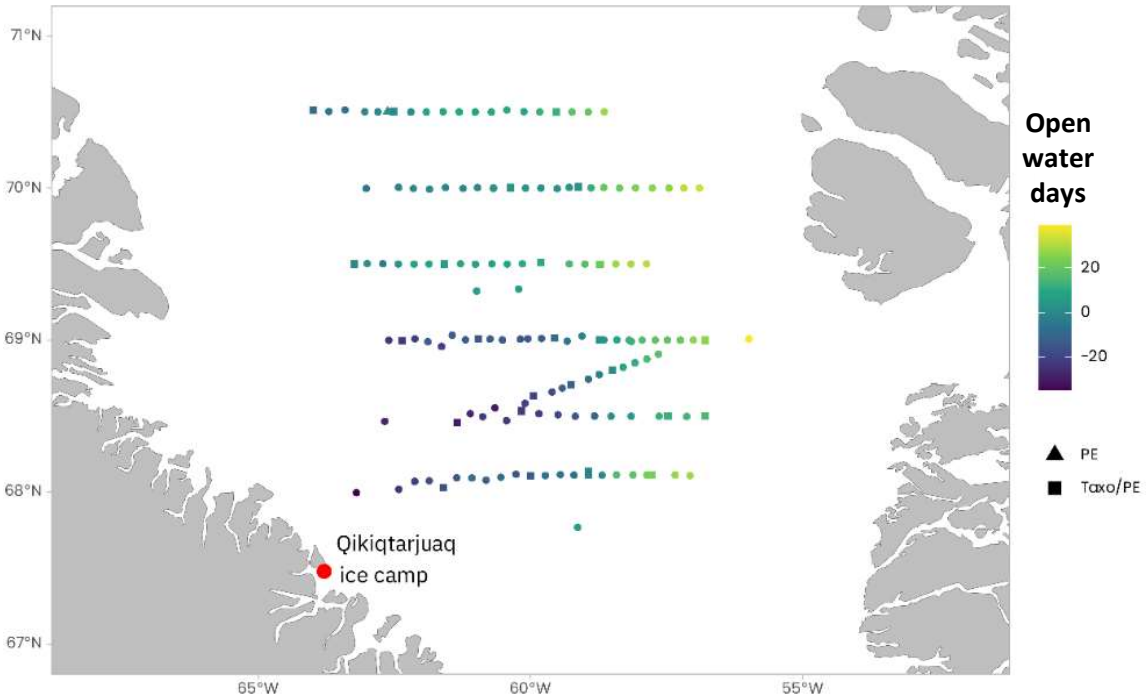 71°N
70°N
69°N
68°N
67°N
65°W
60°W
55°W
Qikiqtarjuaq
ice camp
Open
water
days
20
0
−20
PE
Taxo/PE